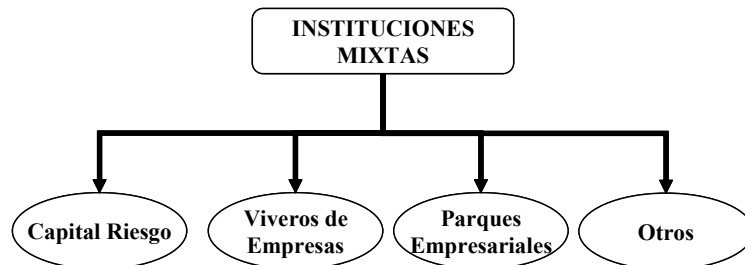 INSTITUCIONES
MIXTAS
Capital Riesgo
Viveros de
Empresas
Parques
Empresariales
Otros